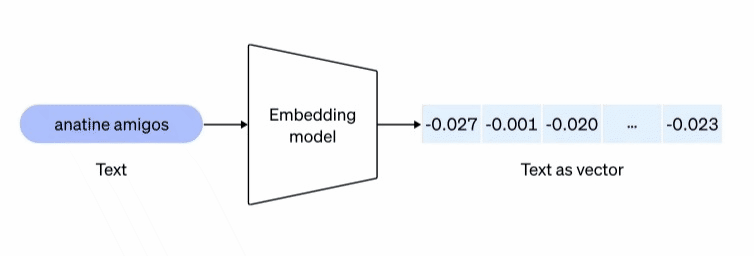 anatine amigos
Text
Embedding
model
-0.027 -0.001 -0.020 ... -0.023
Text as vector